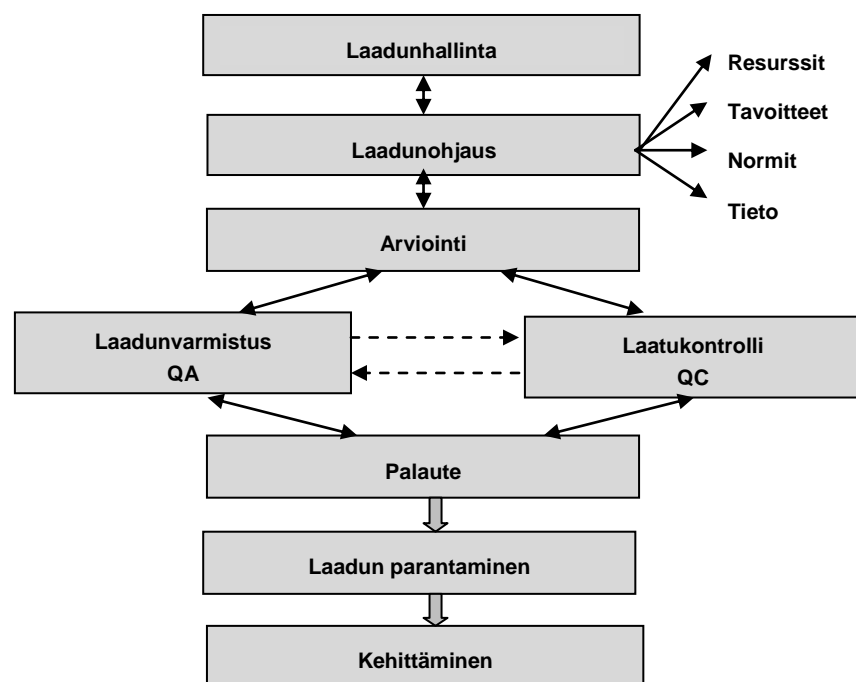 Laadunhallinta
Resurssit
Tavoitteet
Laadunohjaus
Normit
Tieto
Arviointi
Laadunvarmistus
QA
Laatukontrolli
QC
Palaute
Laadun parantaminen
Kehittäminen